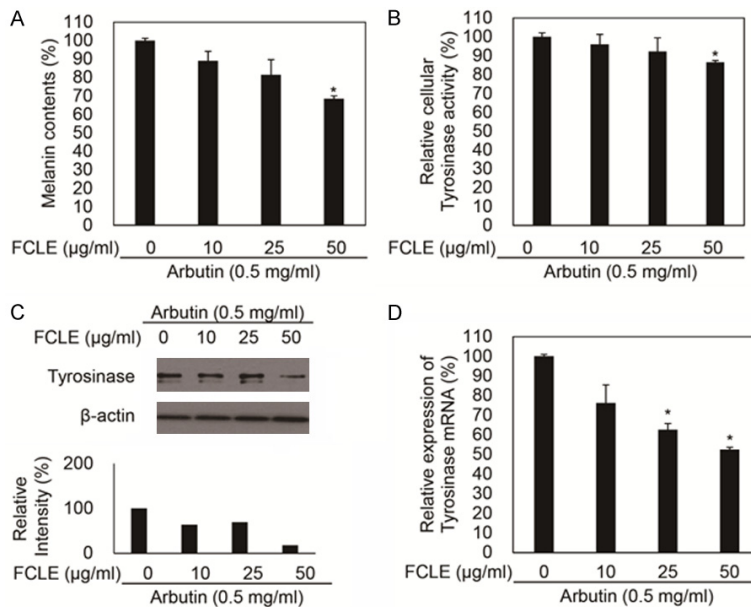 A
Melanin contents (%)
110
100
90
80
70
60
50
40
30
20
10
0
*
FCLE (µg/ml) 0 10 25 50
Arbutin (0.5 mg/ml)
B
Relative cellular
Tyrosinase activity (%)
110
100
90
80
70
60
50
40
30
20
10
0
*
FCLE (µg/ml) 0 10 25 50
Arbutin (0.5 mg/ml)
C
Arbutin (0.5 mg/ml)
FCLE (µg/ml) 0 10 25 50
Tyrosinase
β-actin
Relative
Intensity (%)
200
100
0
FCLE (µg/ml) 0 10 25 50
Arbutin (0.5 mg/ml)
D
Relative expression of
Tyrosinase mRNA (%)
110
100
90
80
70
60
50
40
30
20
10
0
* *
FCLE (µg/ml) 0 10 25 50
Arbutin (0.5 mg/ml)